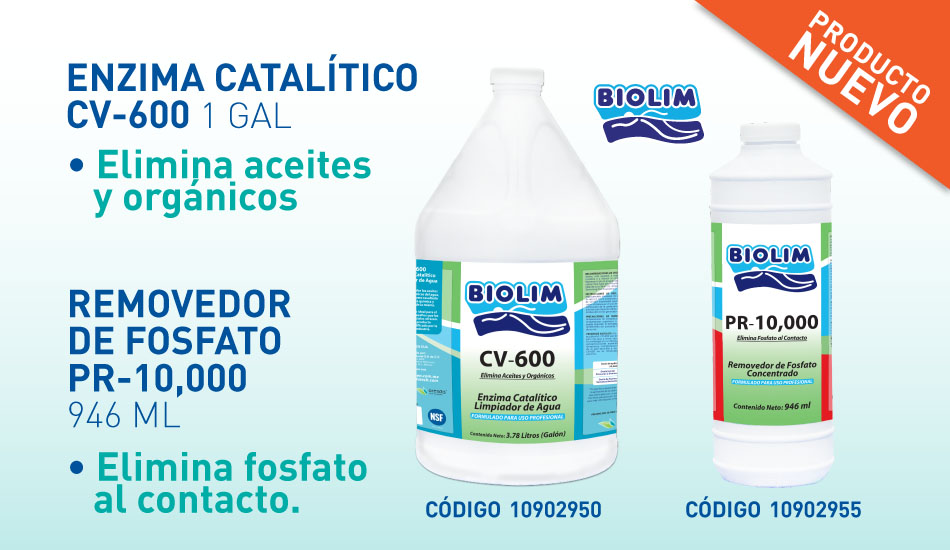 PRODUCTO
NUEVO
ENZIMA CATALÍTICO
CV-600 1 GAL
• Elimina aceites
y orgánicos
REMOVEDOR
DE FOSFATO
PR-10,000
946 ML
• Elimina fosfato
al contacto.
BIOLIM
BIOLIM
CV-600
Elimina Aceites y Orgánicos
Enzima Catalítico
Limpiador de Agua
FORMULADO PARA USO PROFESIONAL
Contenido Neto: 3.78 Litros (Galón)
NSF
CÓDIGO 10902950
BIOLIM
PR-10,000
Elimina Fosfato al Contacto
Removedor de Fosfato
Concentrado
FORMULADO PARA USO PROFESIONAL
Contenido Neto: 946 ml
CÓDIGO 10902955